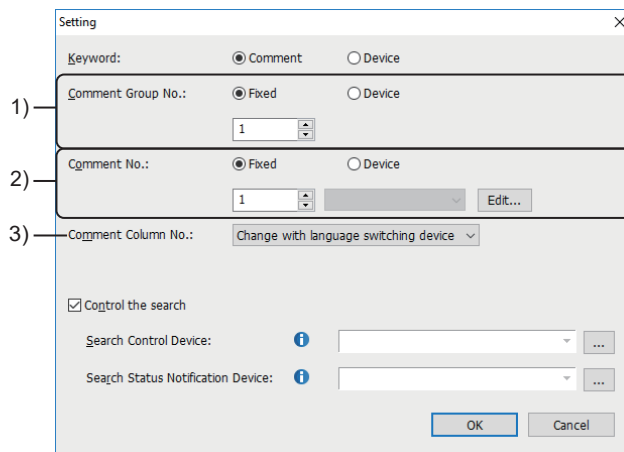 Setting
Keyword: Comment Device
1) Comment Group No.: Fixed Device
1
2) Comment No.: Fixed Device
1 Edit...
3) Comment Column No.: Change with language switching device
Control the search
Search Control Device: ...
Search Status Notification Device: ...
OK Cancel